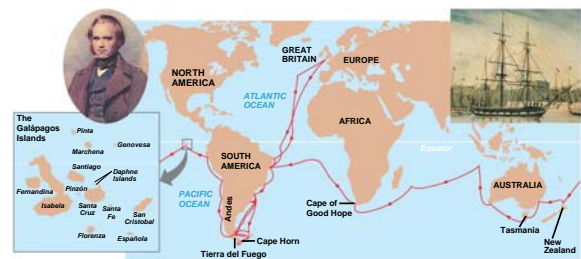 GREAT
BRITAIN
EUROPE
NORTH
AMERICA
ATLANTIC
OCEAN
AFRICA
The
Galápagos
Islands
Pinta
Genovesa
Marchena
Equator
Santiago
Daphne
Islands
SOUTH
AMERICA
Pinzón
Fernandina
Isabela
Santa
Cruz
Santa
Fe
San
Cristobal
Florenza
Española
PACIFIC
OCEAN
Andes
Cape of
Good Hope
AUSTRALIA
Cape Horn
Tierra del Fuego
Tasmania
New
Zealand